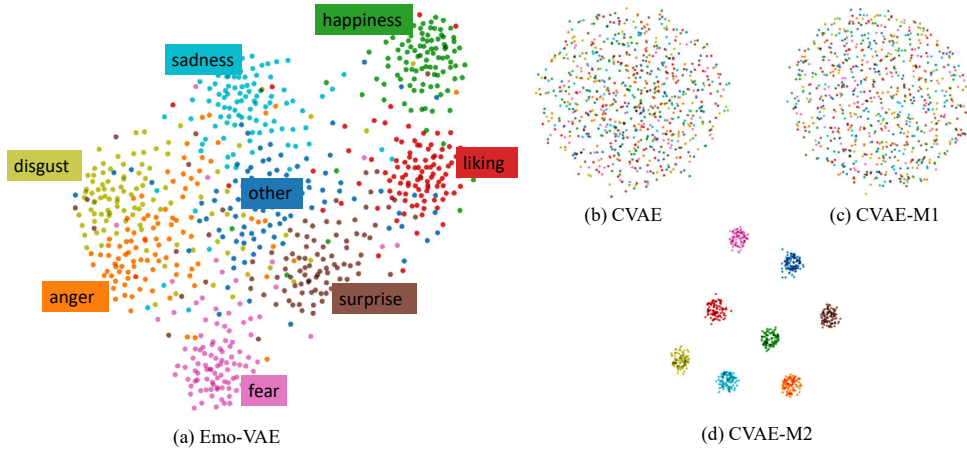 happiness
sadness
disgust
liking
other
anger
surprise
fear
(a) Emo-VAE
(b) CVAE
(c) CVAE-M1
(d) CVAE-M2